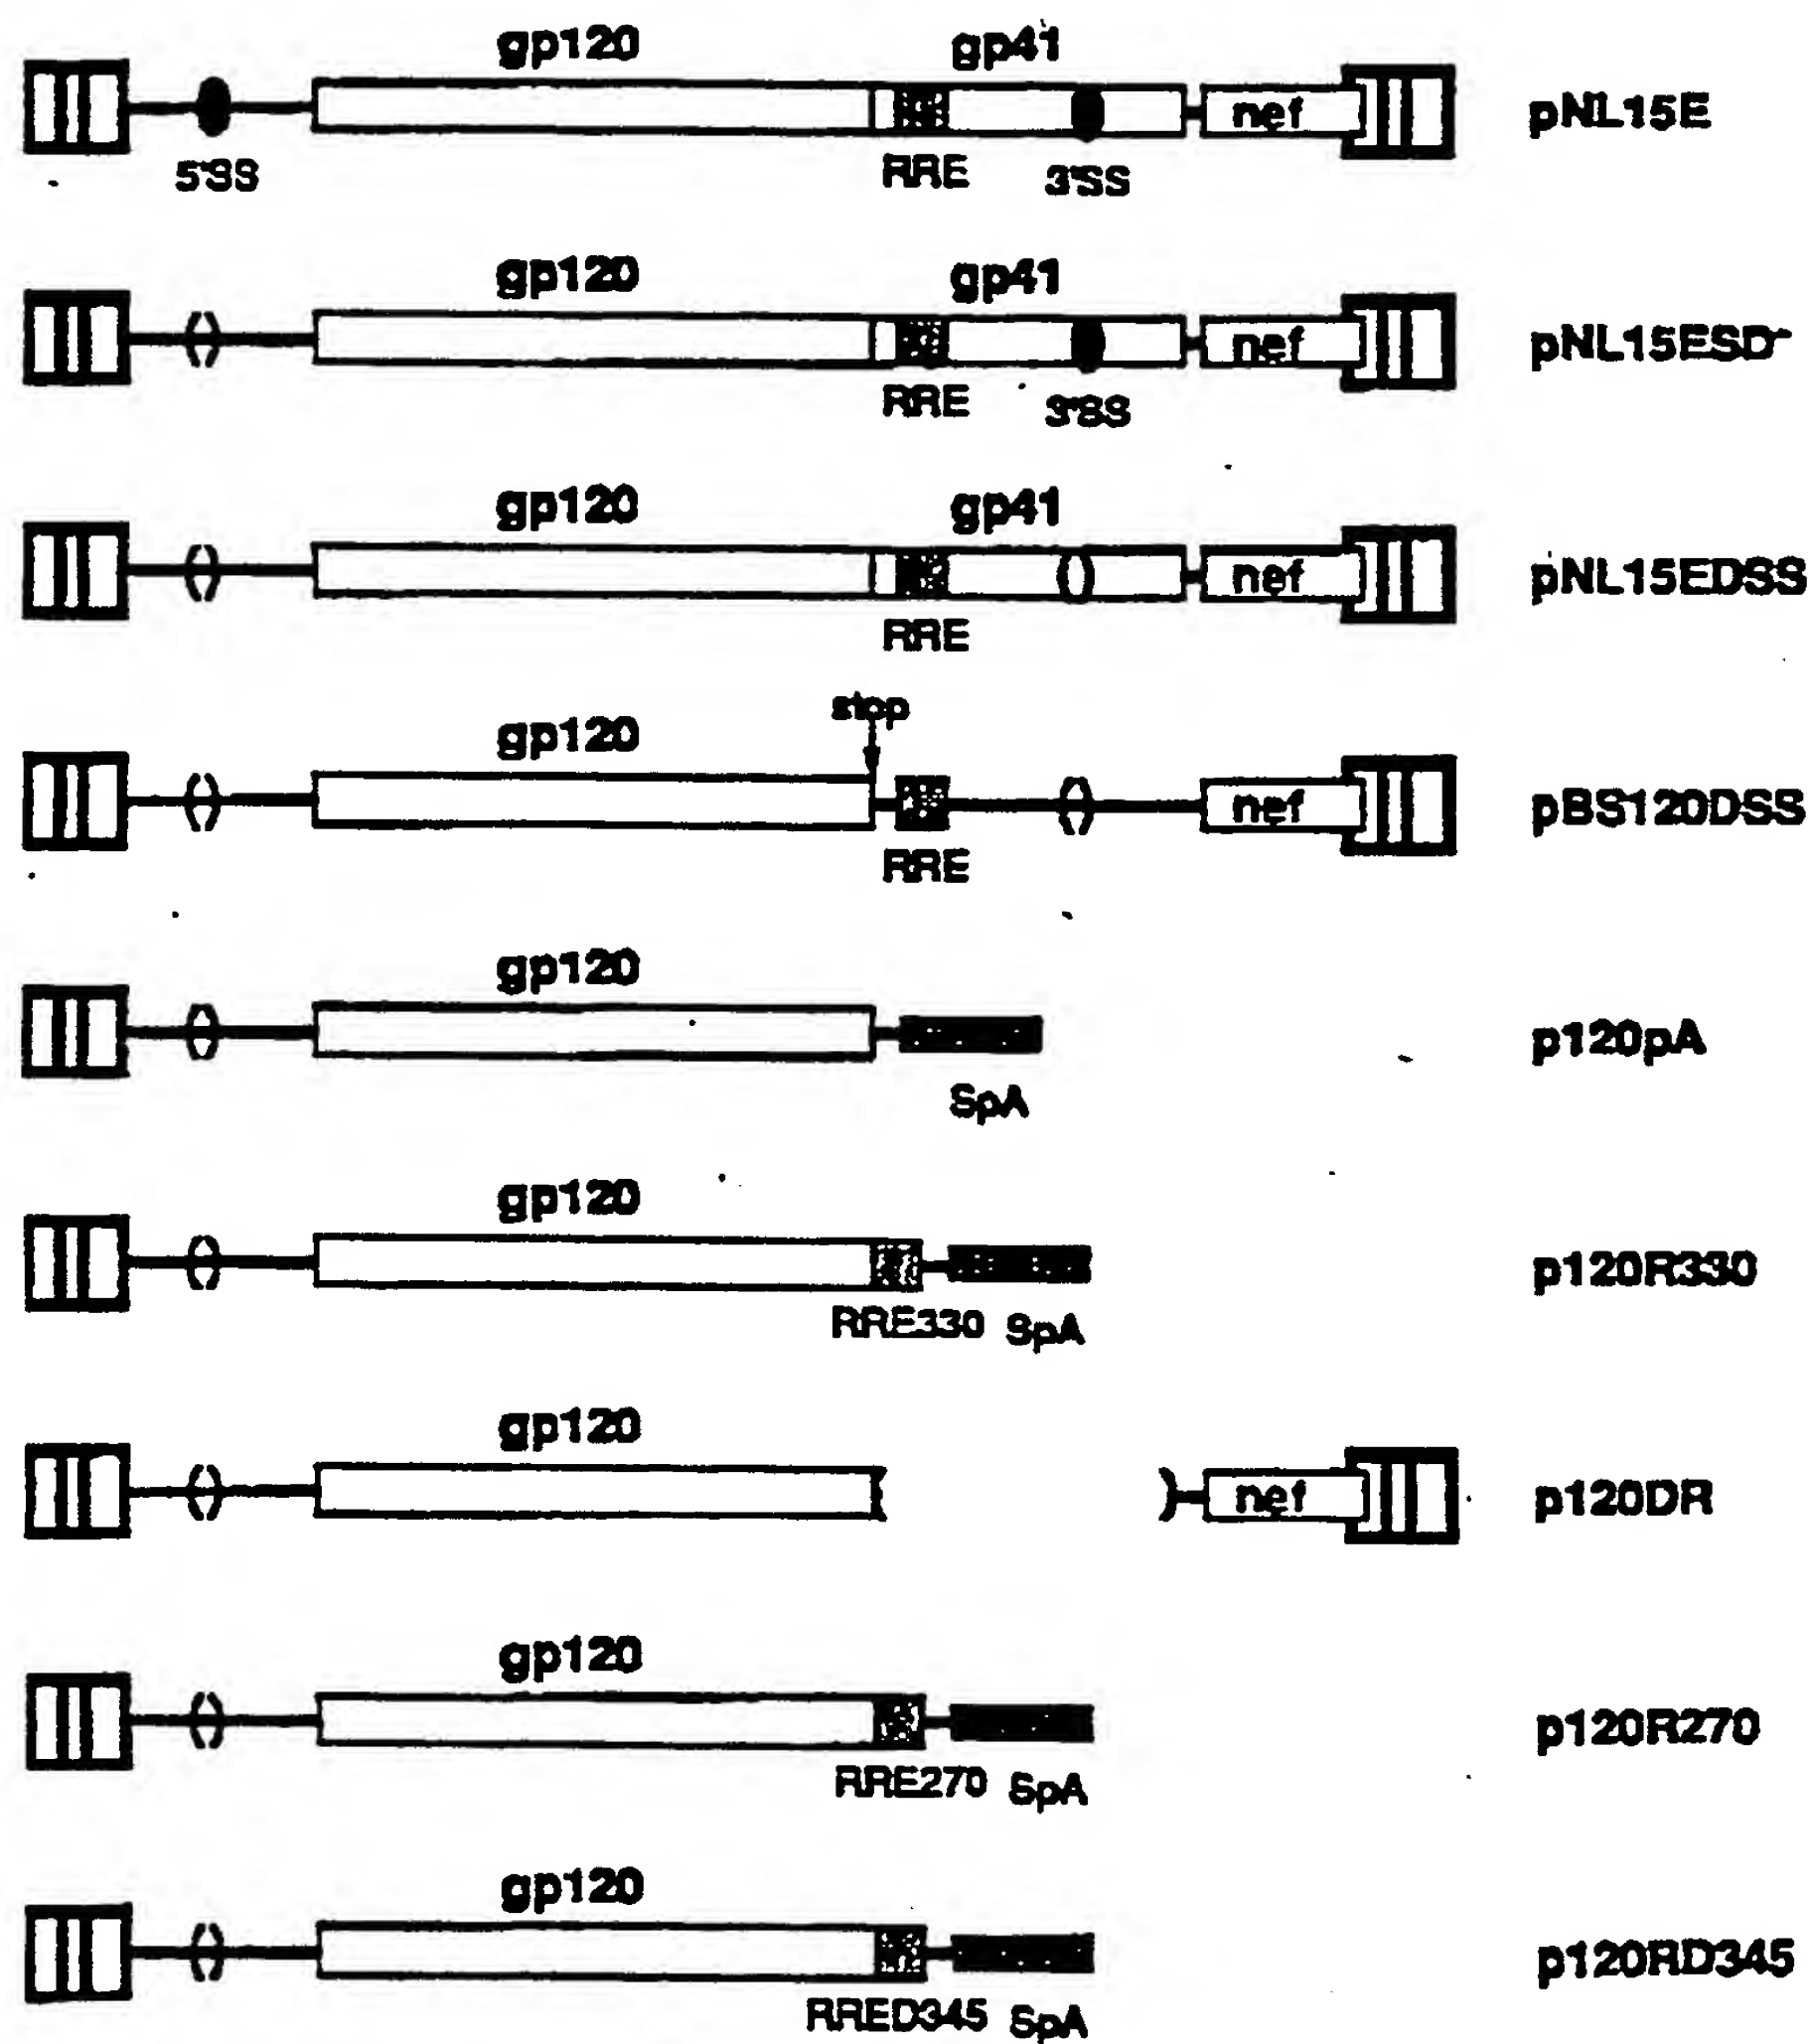 gp120 gp41
nef pNL15E
5'SS RRE 3'SS
gp120 gp41
nef pNL15ESD-
RRE 3'SS
gp120 gp41
nef pNL15EDSS
RRE
stop
gp120
nef pBS120DSS
RRE
gp120
p120pA
SpA
gp120
p120R330
RRE330 SpA
gp120
nef p120DR
gp120
p120R270
RRE270 SpA
gp120
p120RD345
RRED345 SpA